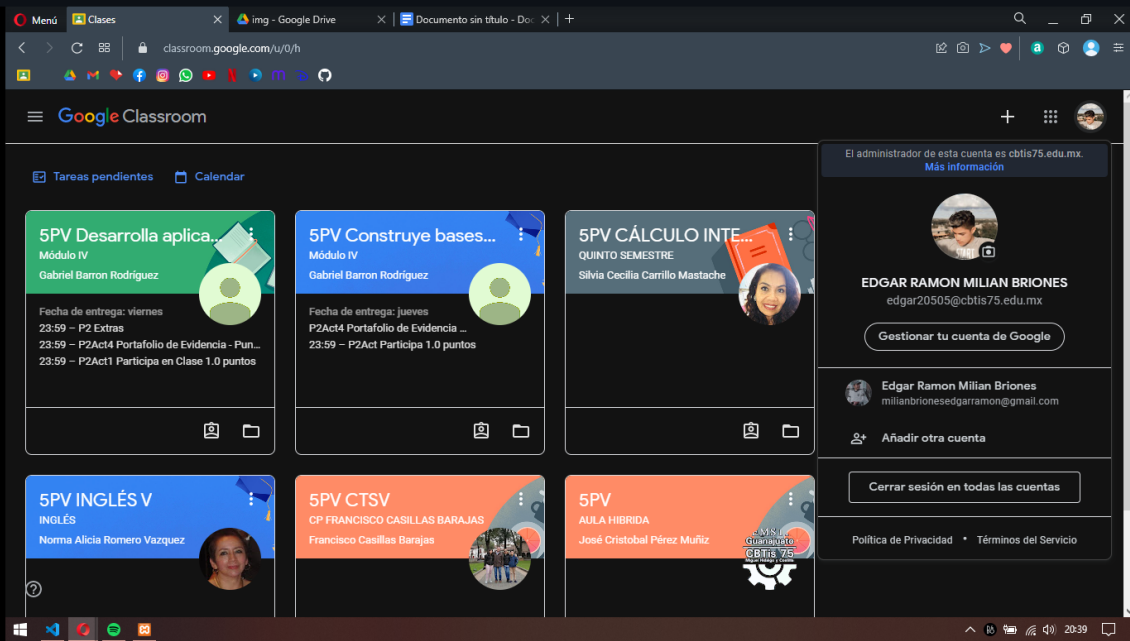 Menú
Clases
img - Google Drive
Documento sin título - Doc
classroom.google.com/u/0/h
Google Classroom
El administrador de esta cuenta es cbtis75.edu.mx.
Más información
EDGAR RAMON MILIAN BRIONES
edgar20505@cbtis75.edu.mx
Gestionar tu cuenta de Google
Edgar Ramon Milian Briones
milianbrionesedgarramon@gmail.com
Añadir otra cuenta
Cerrar sesión en todas las cuentas
Política de Privacidad • Términos del Servicio
Tareas pendientes
Calendar
5PV Desarrolla aplica...
Módulo IV
Gabriel Barron Rodríguez
Fecha de entrega: viernes
23:59 – P2 Extras
23:59 – P2Act4 Portafolio de Evidencia - Pun...
23:59 – P2Act1 Participa en Clase 1.0 puntos
5PV Construye bases...
Módulo IV
Gabriel Barron Rodríguez
Fecha de entrega: jueves
P2Act4 Portafolio de Evidencia ...
23:59 – P2Act Participa 1.0 puntos
5PV CÁLCULO INTE...
QUINTO SEMESTRE
Silvia Cecilia Carrillo Mastache
5PV INGLÉS V
INGLÉS
Norma Alicia Romero Vazquez
5PV CTSV
CP FRANCISCO CASILLAS BARAJAS
Francisco Casillas Barajas
5PV
AULA HIBRIDA
José Cristobal Pérez Muñiz
Guanajuato
CBTis 75
20:39